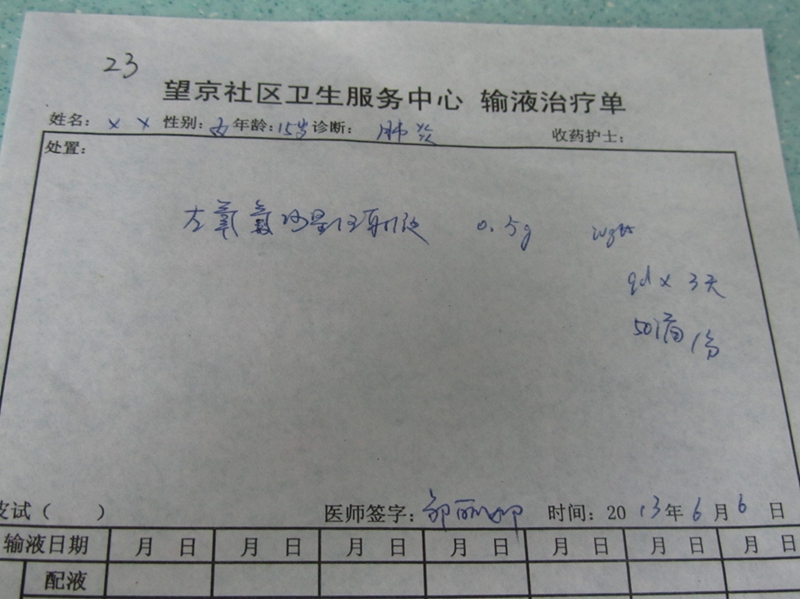 23
望京社区卫生服务中心 输液治疗单
姓名: x x 性别: 女 年龄: 15岁 诊断: 肺炎 收药护士:
处置:
左氧氟沙星注射液 0.5g ivgtt
qd x 3天
50滴/分
皮试( ) 医师签字: 时间: 2013年6月6日
输液日期 月 日 月 日 月 日 月 日 月 日 月 日 月 日
配液